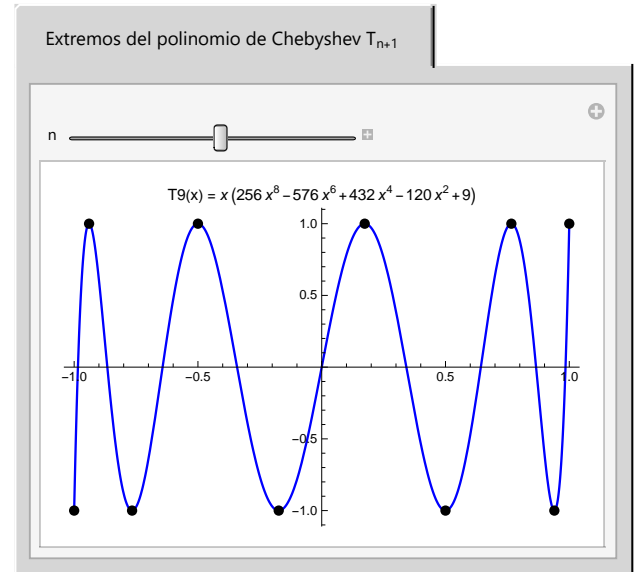 Extremos del polinomio de Chebyshev Tₙ₊₁
n
T9(x) = x (256 x⁸ – 576 x⁶ + 432 x⁴ – 120 x² + 9)
1.0
0.5
–1.0 –0.5 0.5 1.0
–0.5
–1.0